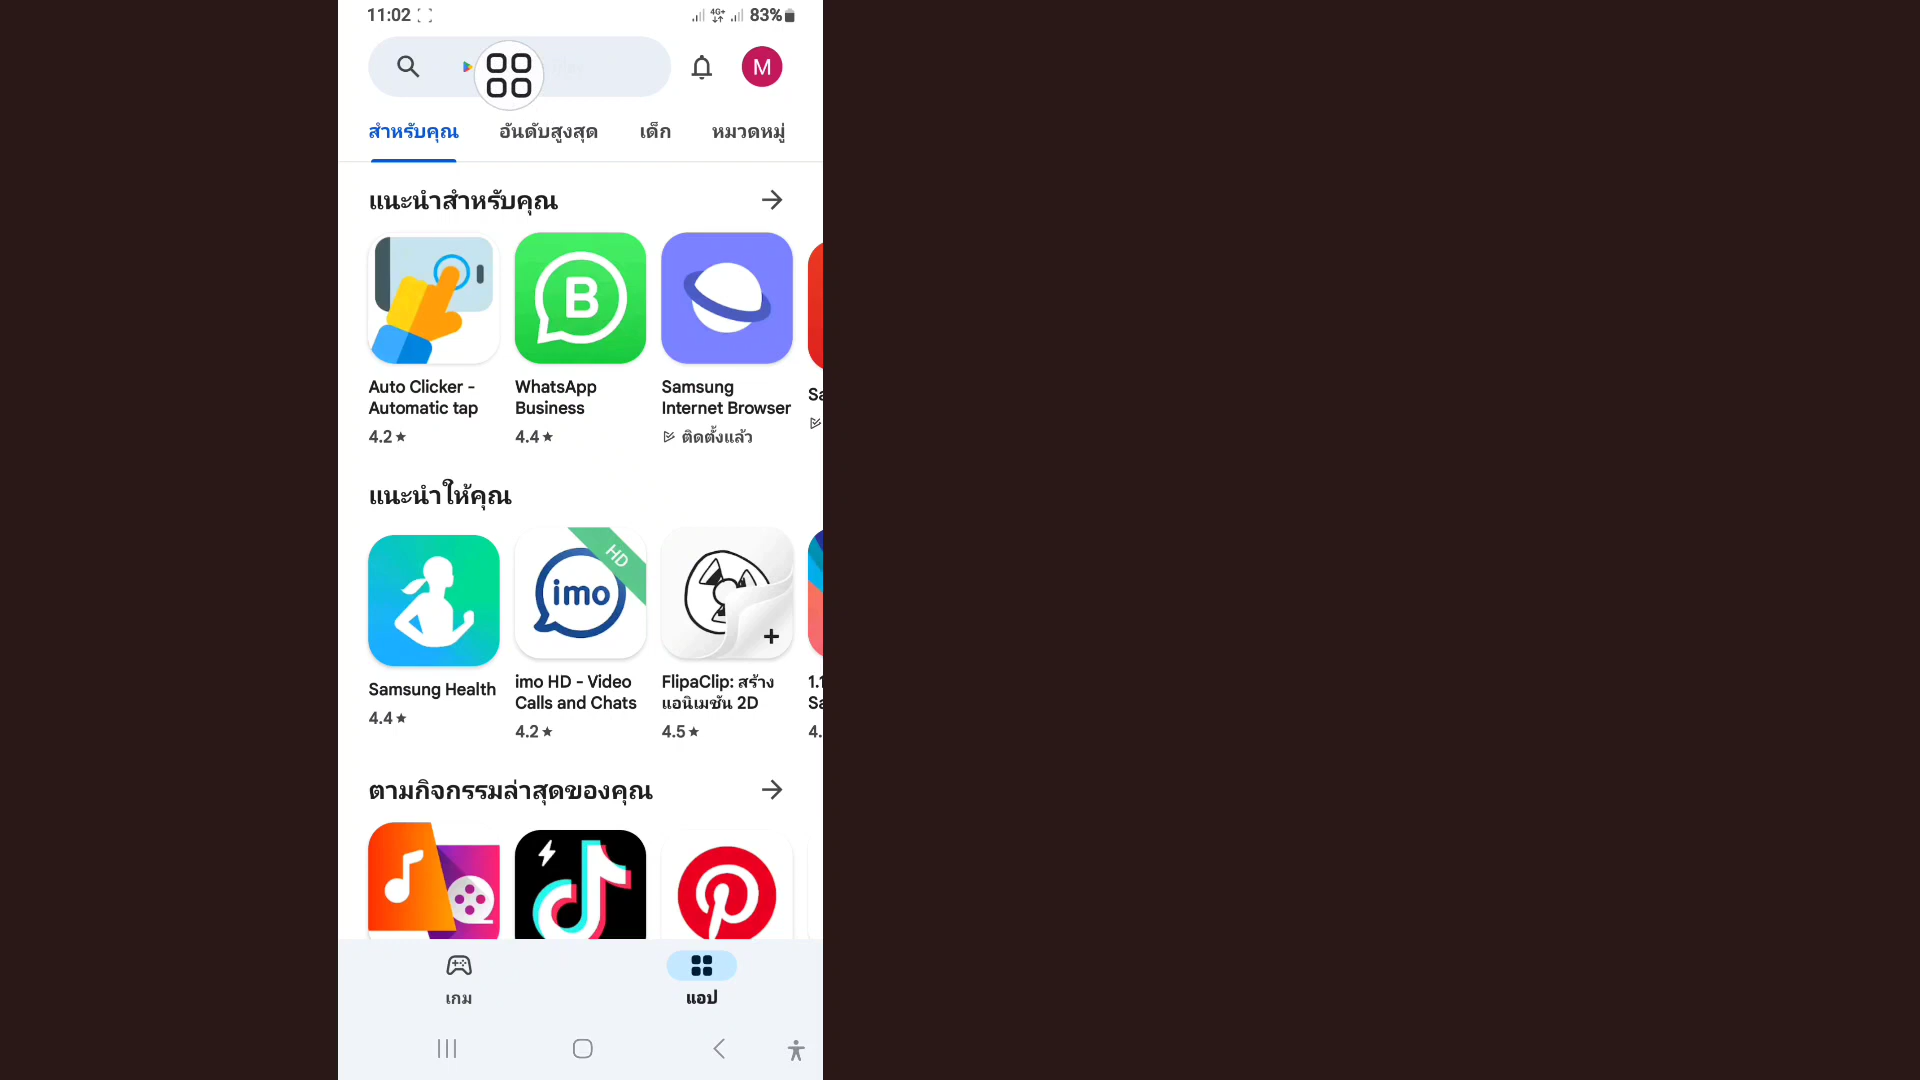 11:02
4G+
83%
M
สำหรับคุณ
อันดับสูงสุด
เด็ก
หมวดหมู่
แนะนำสำหรับคุณ
B
Auto Clicker -
Automatic tap
4.2★
WhatsApp
Business
4.4★
Samsung
Internet Browser
ติดตั้งแล้ว
แนะนำให้คุณ
HD
imo
Samsung Health
4.4★
imo HD - Video
Calls and Chats
4.2★
FlipaClip: สร้าง
แอนิเมชัน 2D
4.5★
ตามกิจกรรมล่าสุดของคุณ
เกม
แอป